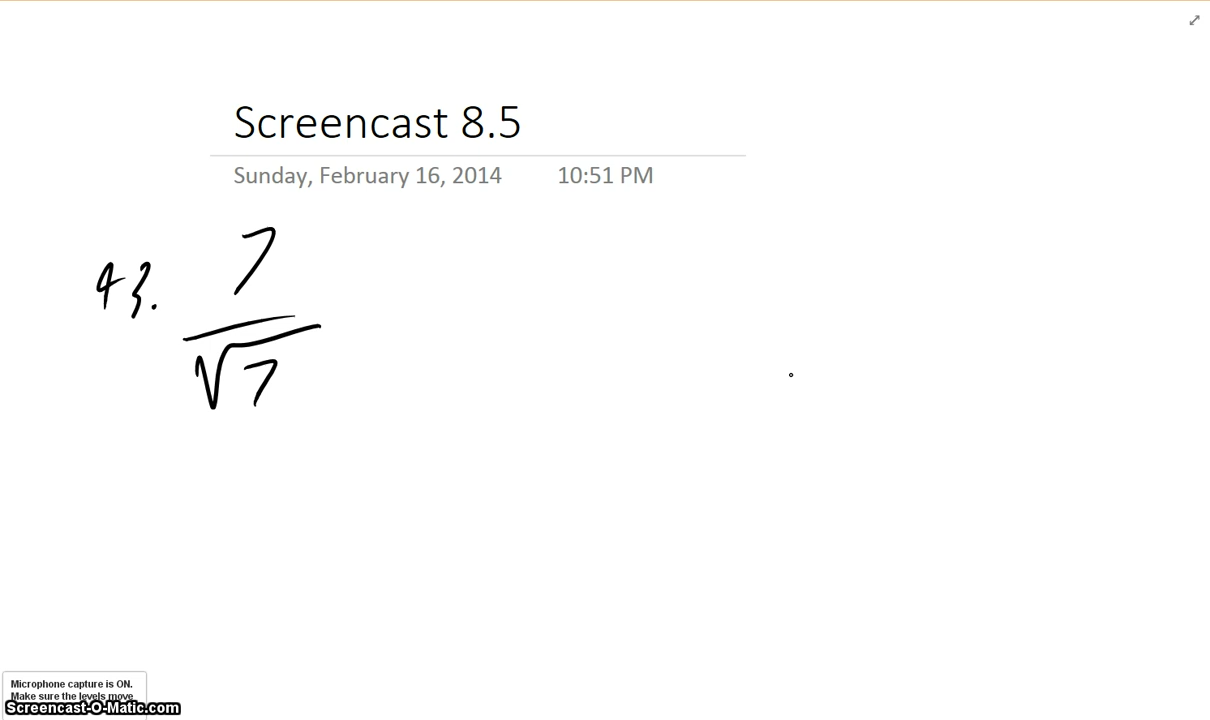 Screencast 8.5
Sunday, February 16, 2014 10:51 PM
43. 7
√7
Microphone capture is ON.
Make sure the levels move
Screencast-O-Matic.com